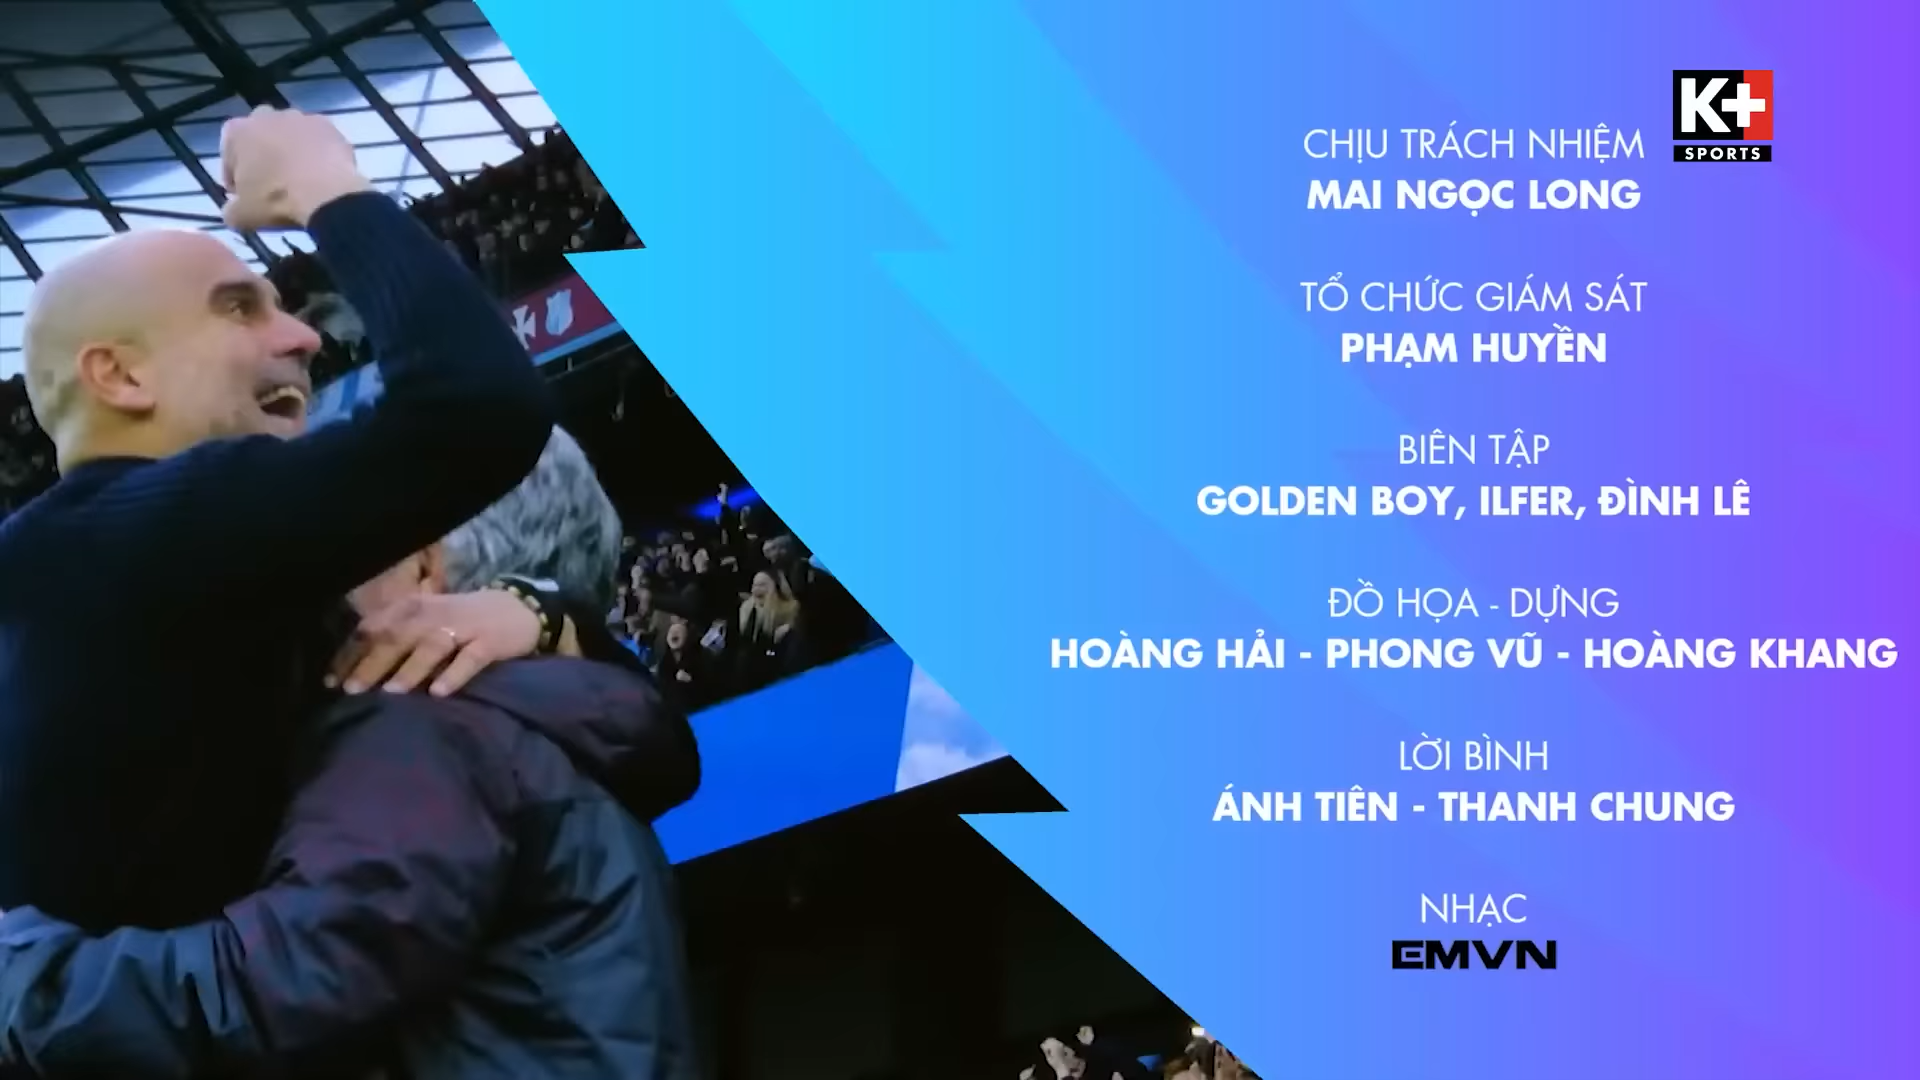 K+
SPORTS
CHỊU TRÁCH NHIỆM
MAI NGỌC LONG
TỔ CHỨC GIÁM SÁT
PHẠM HUYỀN
BIÊN TẬP
GOLDEN BOY, ILFER, ĐÌNH LÊ
ĐỒ HỌA - DỰNG
HOÀNG HẢI - PHONG VŨ - HOÀNG KHANG
LỜI BÌNH
ÁNH TIÊN - THANH CHUNG
NHẠC
EMVN